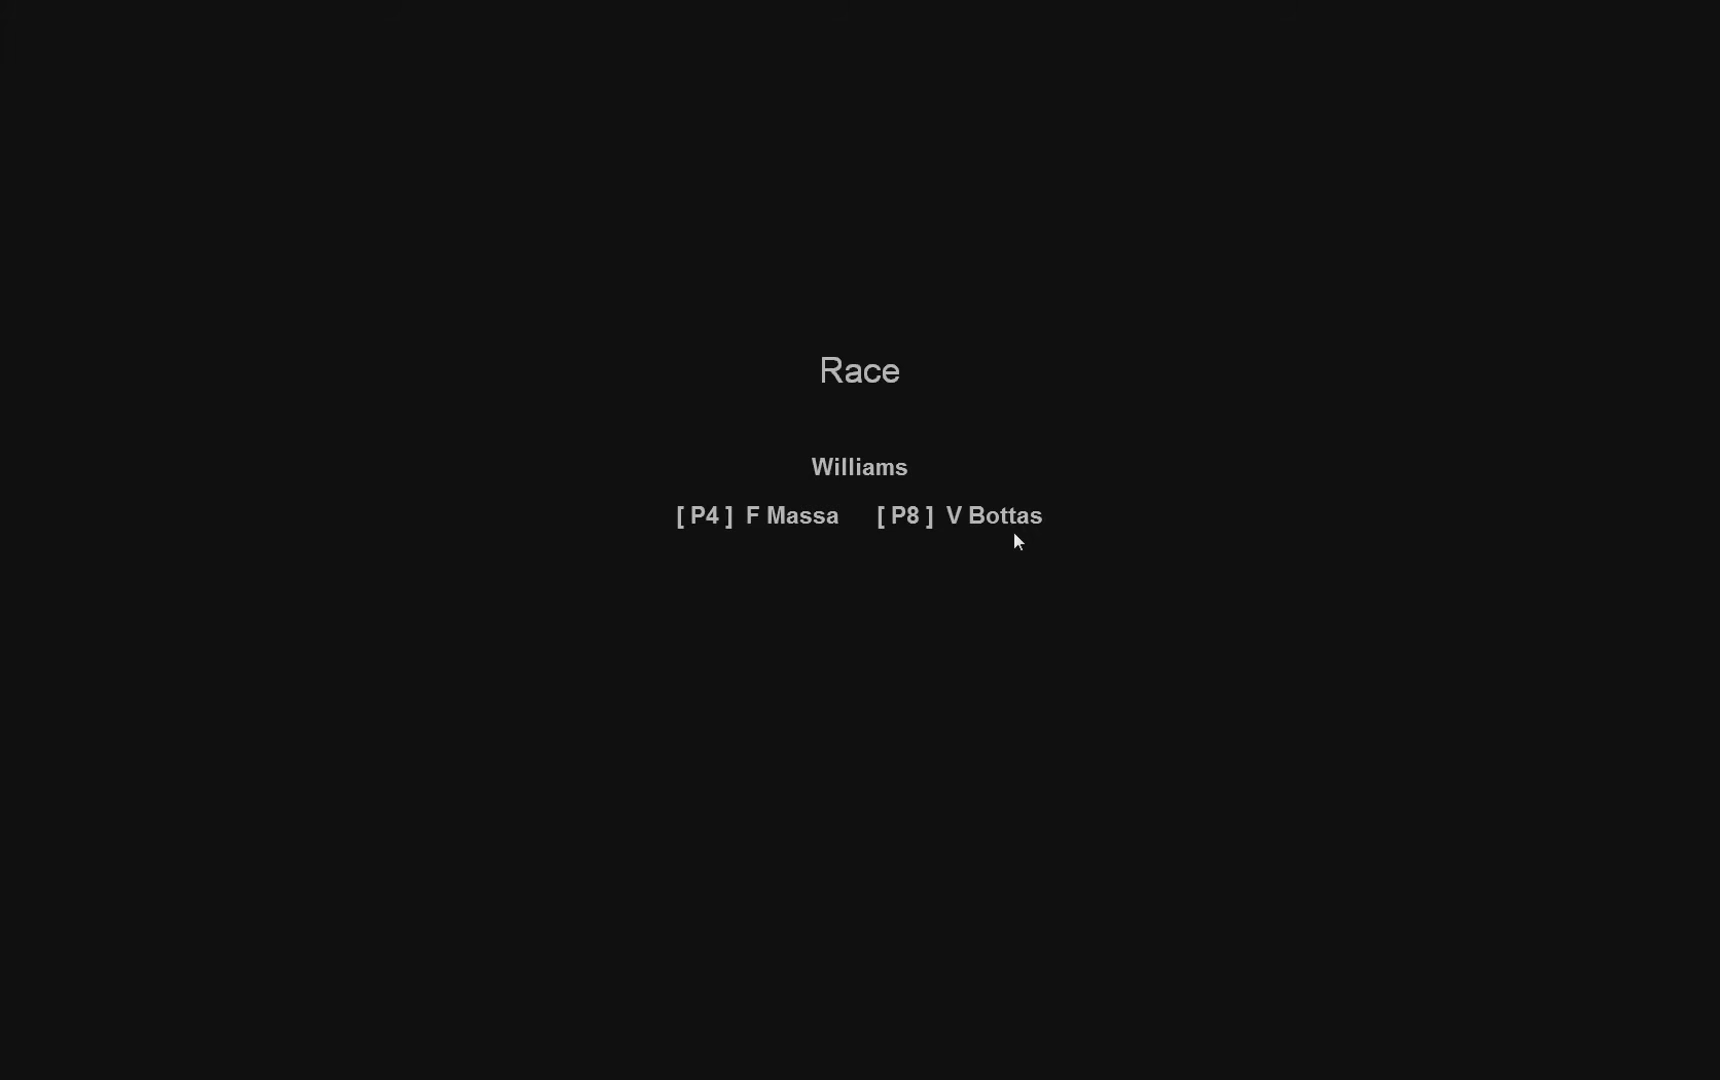 Race
Williams
[ P4 ] F Massa [ P8 ] V Bottas